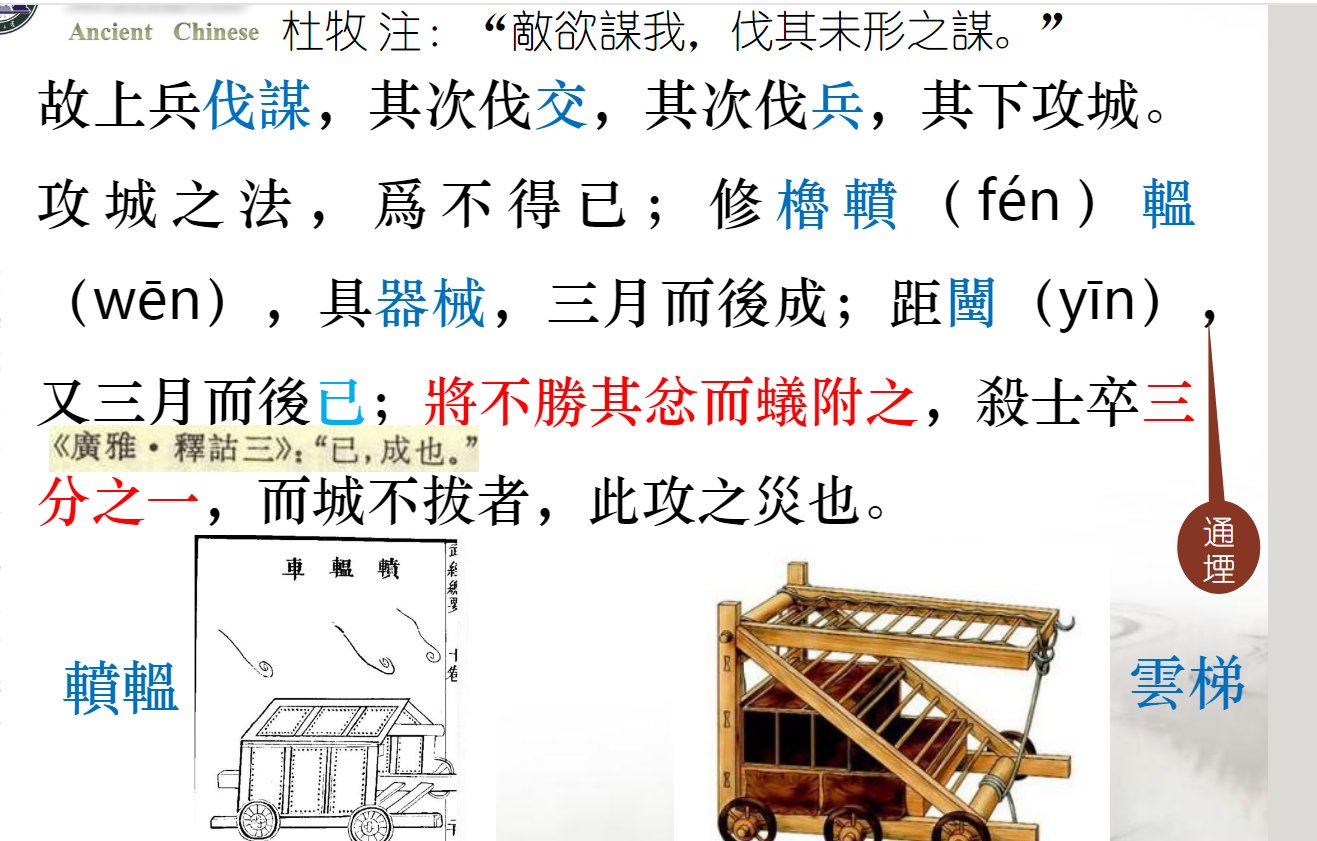 Ancient Chinese 杜牧 注：“敵欲謀我，伐其未形之謀。”
故上兵伐謀，其次伐交，其次伐兵，其下攻城。
攻城之法，爲不得已；修櫓轒（fén）轀
（wēn），具器械，三月而後成；距闉（yīn），
又三月而後已；將不勝其忿而蟻附之，殺士卒三
《廣雅·釋詁三》：“已，成也。”
分之一，而城不拔者，此攻之災也。
通
堙
車 轀 轒
武經總要
十卷
轒轀
雲梯